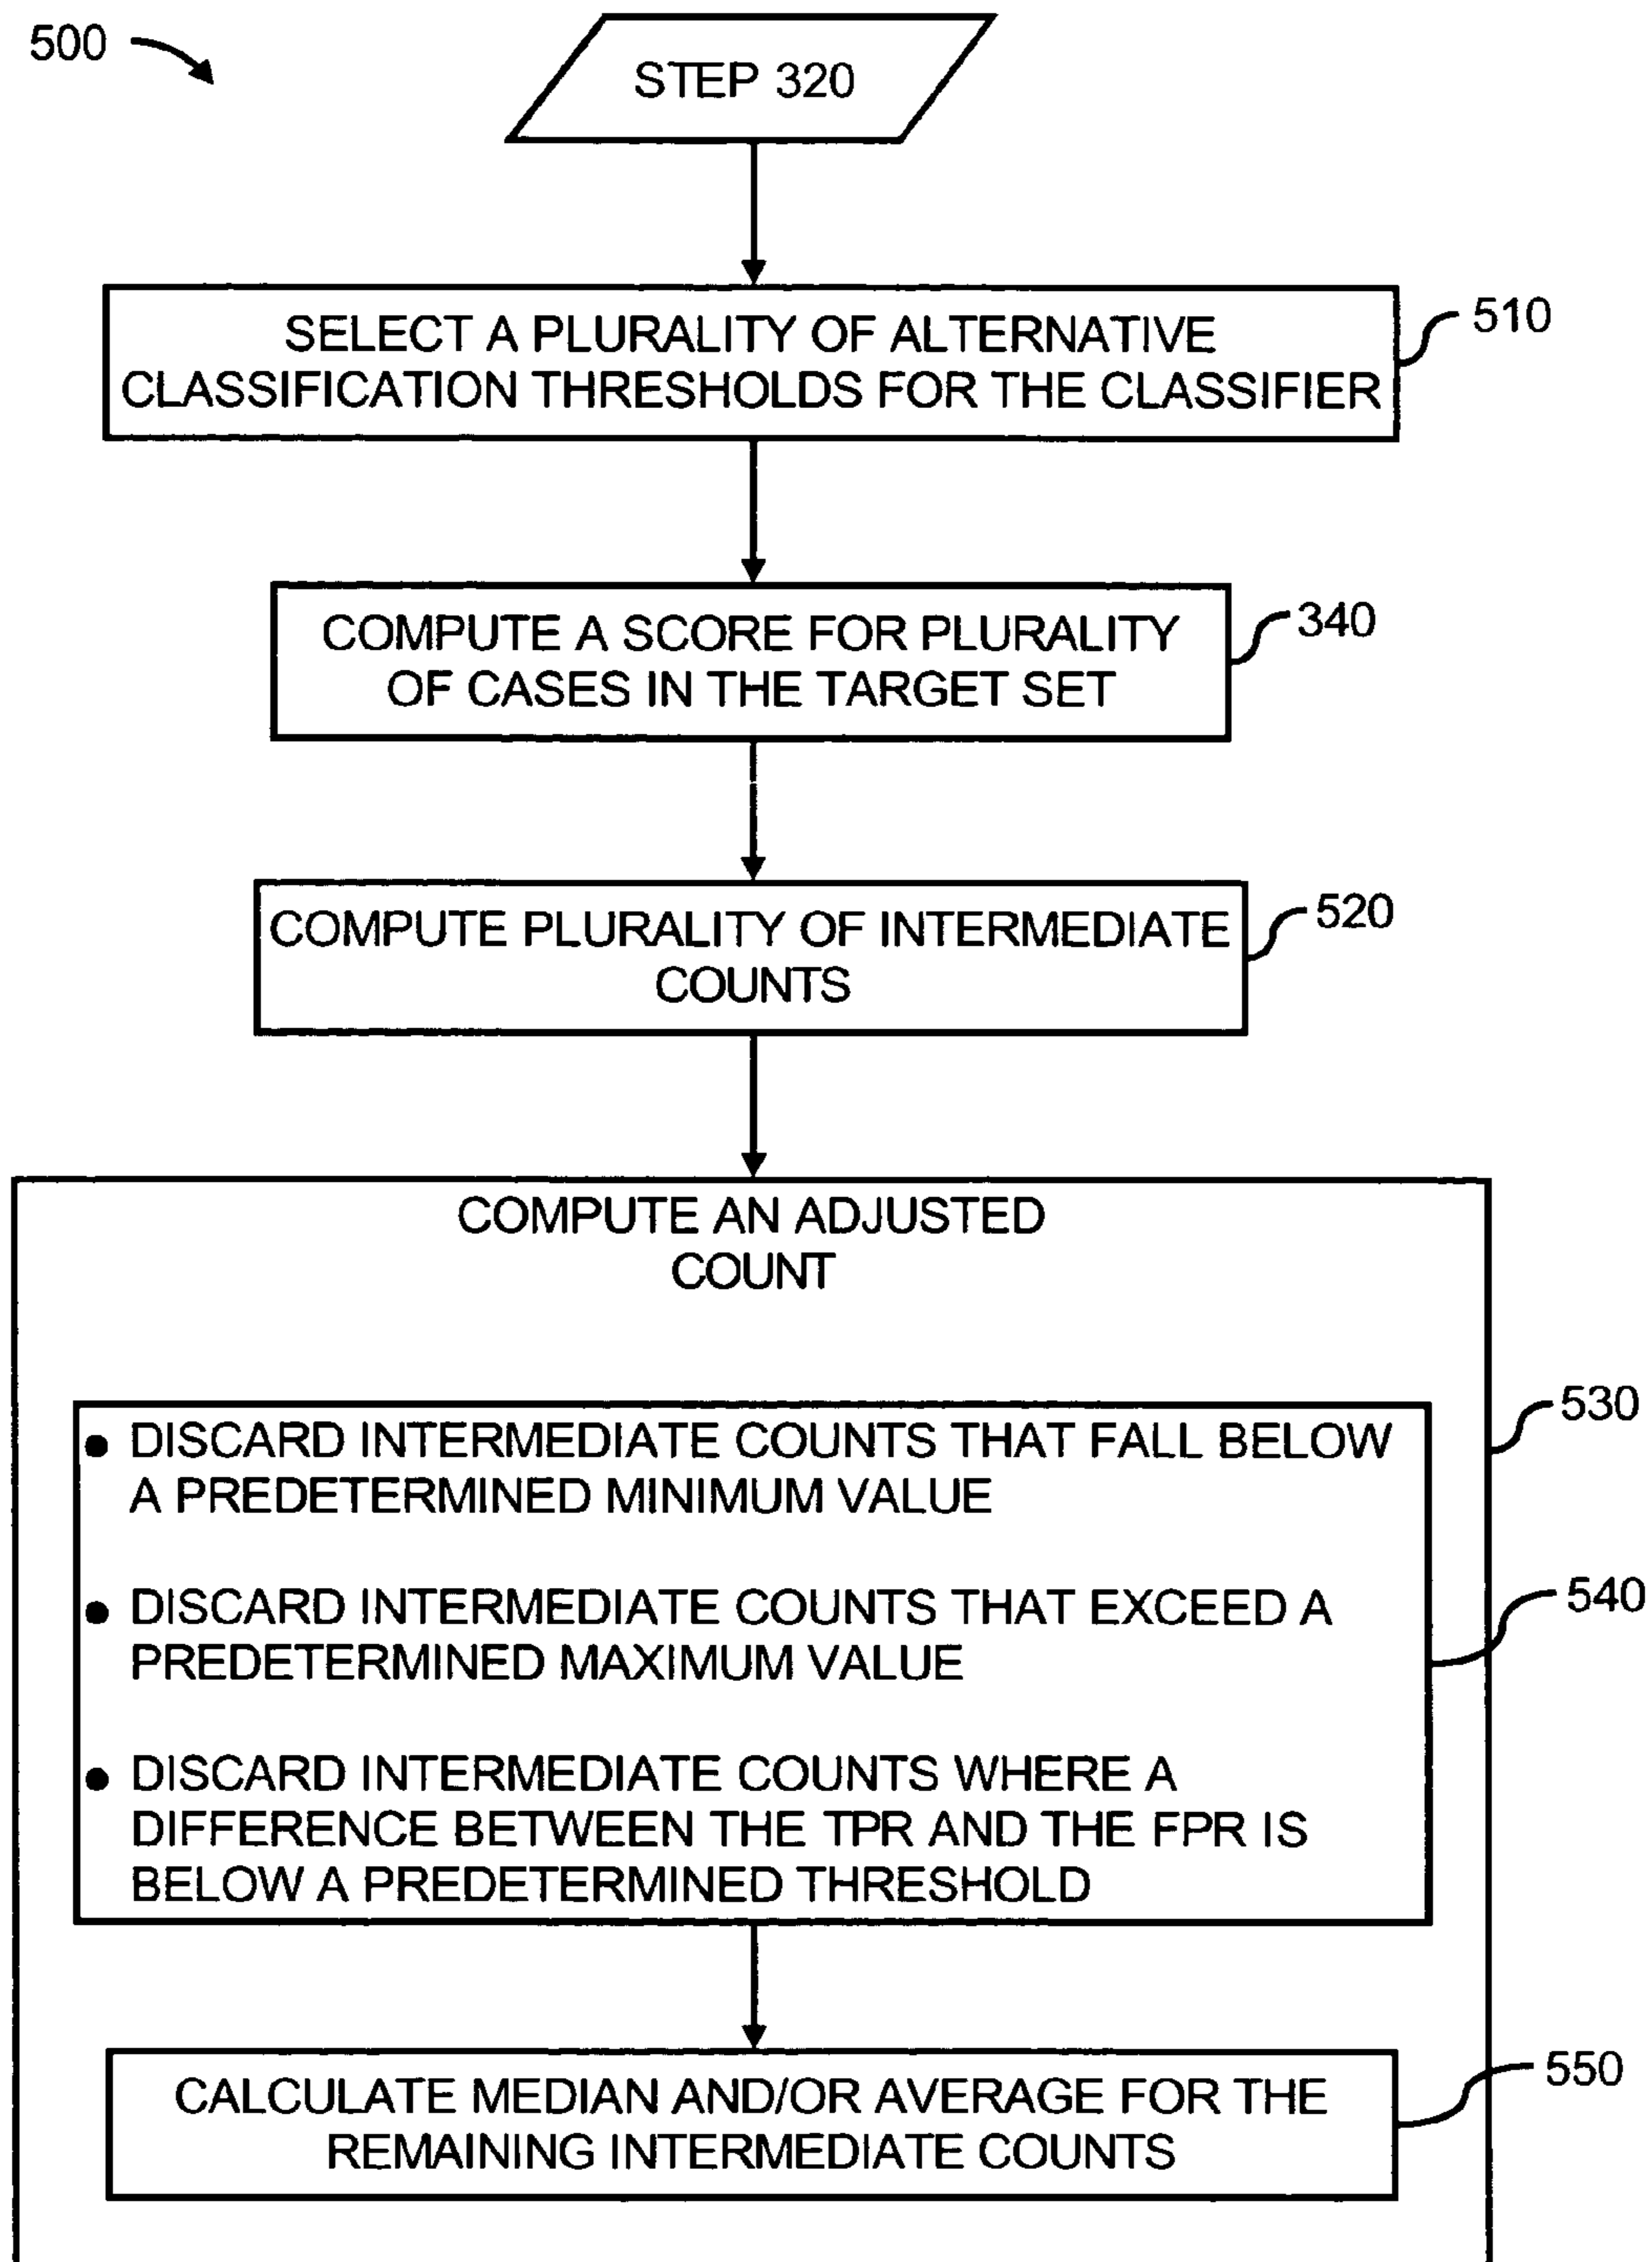 500
STEP 320
SELECT A PLURALITY OF ALTERNATIVE
CLASSIFICATION THRESHOLDS FOR THE CLASSIFIER
510
COMPUTE A SCORE FOR PLURALITY
OF CASES IN THE TARGET SET
340
COMPUTE PLURALITY OF INTERMEDIATE
COUNTS
520
COMPUTE AN ADJUSTED
COUNT
530
● DISCARD INTERMEDIATE COUNTS THAT FALL BELOW
A PREDETERMINED MINIMUM VALUE
● DISCARD INTERMEDIATE COUNTS THAT EXCEED A
PREDETERMINED MAXIMUM VALUE
540
● DISCARD INTERMEDIATE COUNTS WHERE A
DIFFERENCE BETWEEN THE TPR AND THE FPR IS
BELOW A PREDETERMINED THRESHOLD
CALCULATE MEDIAN AND/OR AVERAGE FOR THE
REMAINING INTERMEDIATE COUNTS
550